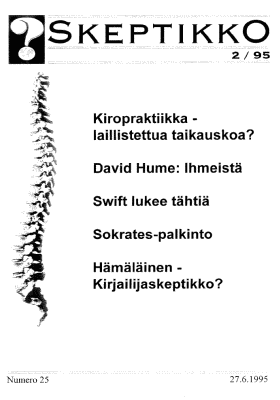 ? SKEPTIKKO
2 / 95
Kiropraktiikka -
laillistettua taikauskoa?
David Hume: Ihmeistä
Swift lukee tähtiä
Sokrates-palkinto
Hämäläinen -
Kirjailijaskeptikko?
Numero 25 27.6.1995